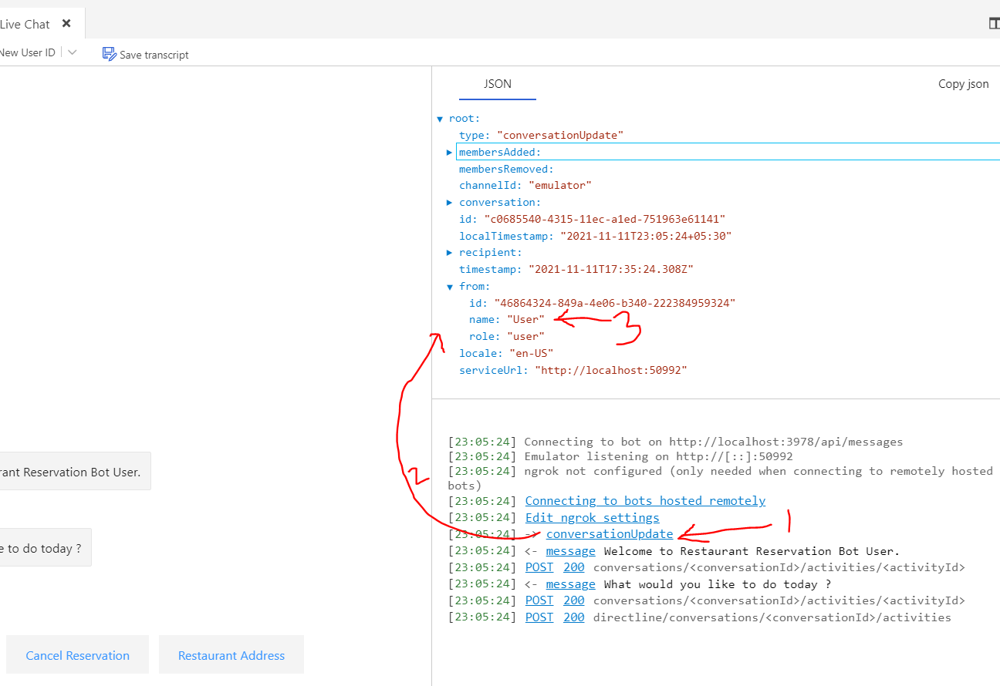 Live Chat ✕
New User ID
Save transcript
JSON
Copy json
root:
type: "conversationUpdate"
membersAdded:
membersRemoved:
channelId: "emulator"
conversation:
id: "c0685540-4315-11ec-a1ed-751963e61141"
localTimestamp: "2021-11-11T23:05:24+05:30"
recipient:
timestamp: "2021-11-11T17:35:24.308Z"
from:
id: "46864324-849a-4e06-b340-222384959324"
name: "User"
3
role: "user"
locale: "en-US"
serviceUrl: "http://localhost:50992"
rant Reservation Bot User.
e to do today ?
Cancel Reservation
Restaurant Address
2
[23:05:24] Connecting to bot on http://localhost:3978/api/messages
[23:05:24] Emulator listening on http://[::]:50992
[23:05:24] ngrok not configured (only needed when connecting to remotely hosted
bots)
[23:05:24] Connecting to bots hosted remotely
[23:05:24] Edit ngrok settings
[23:05:24] -> conversationUpdate
1
[23:05:24] <- message Welcome to Restaurant Reservation Bot User.
[23:05:24] POST 200 conversations/<conversationId>/activities/<activityId>
[23:05:24] <- message What would you like to do today ?
[23:05:24] POST 200 conversations/<conversationId>/activities/<activityId>
[23:05:24] POST 200 directline/conversations/<conversationId>/activities